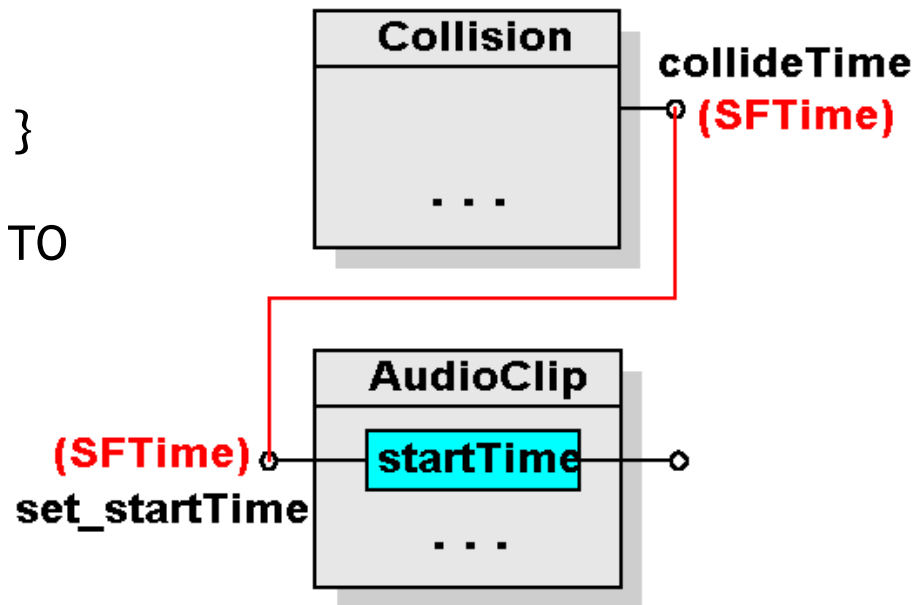 Collision
collideTime
(SFTime)
}
. . .
TO
AudioClip
(SFTime)
startTime
set_startTime
. . .